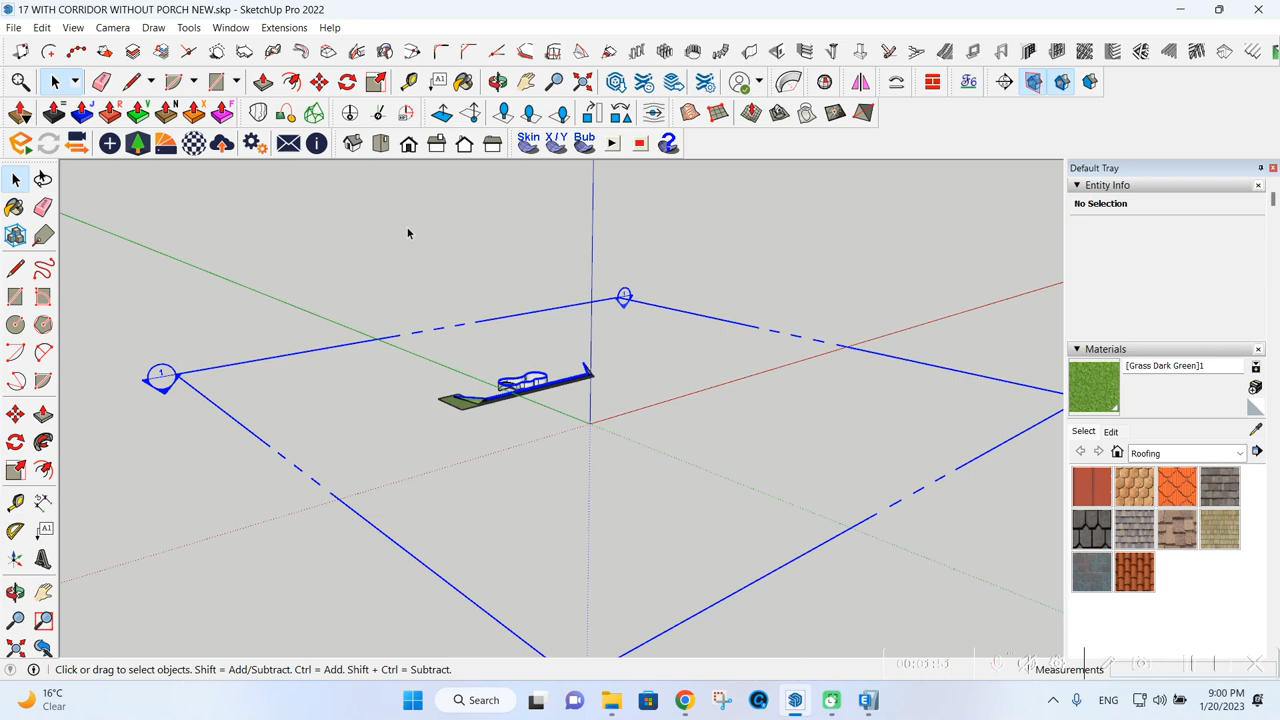 17 WITH CORRIDOR WITHOUT PORCH NEW.skp - SketchUp Pro 2022
File Edit View Camera Draw Tools Window Extensions Help
A1
= J R V N X F
Skin X/Y Bub
Default Tray
Entity Info
No Selection
1
Materials
[Grass Dark Green]1
Select Edit
Roofing
A1
Click or drag to select objects. Shift = Add/Subtract. Ctrl = Add. Shift + Ctrl = Subtract.
Measurements
16°C
Clear
Search
ENG
9:00 PM
1/20/2023